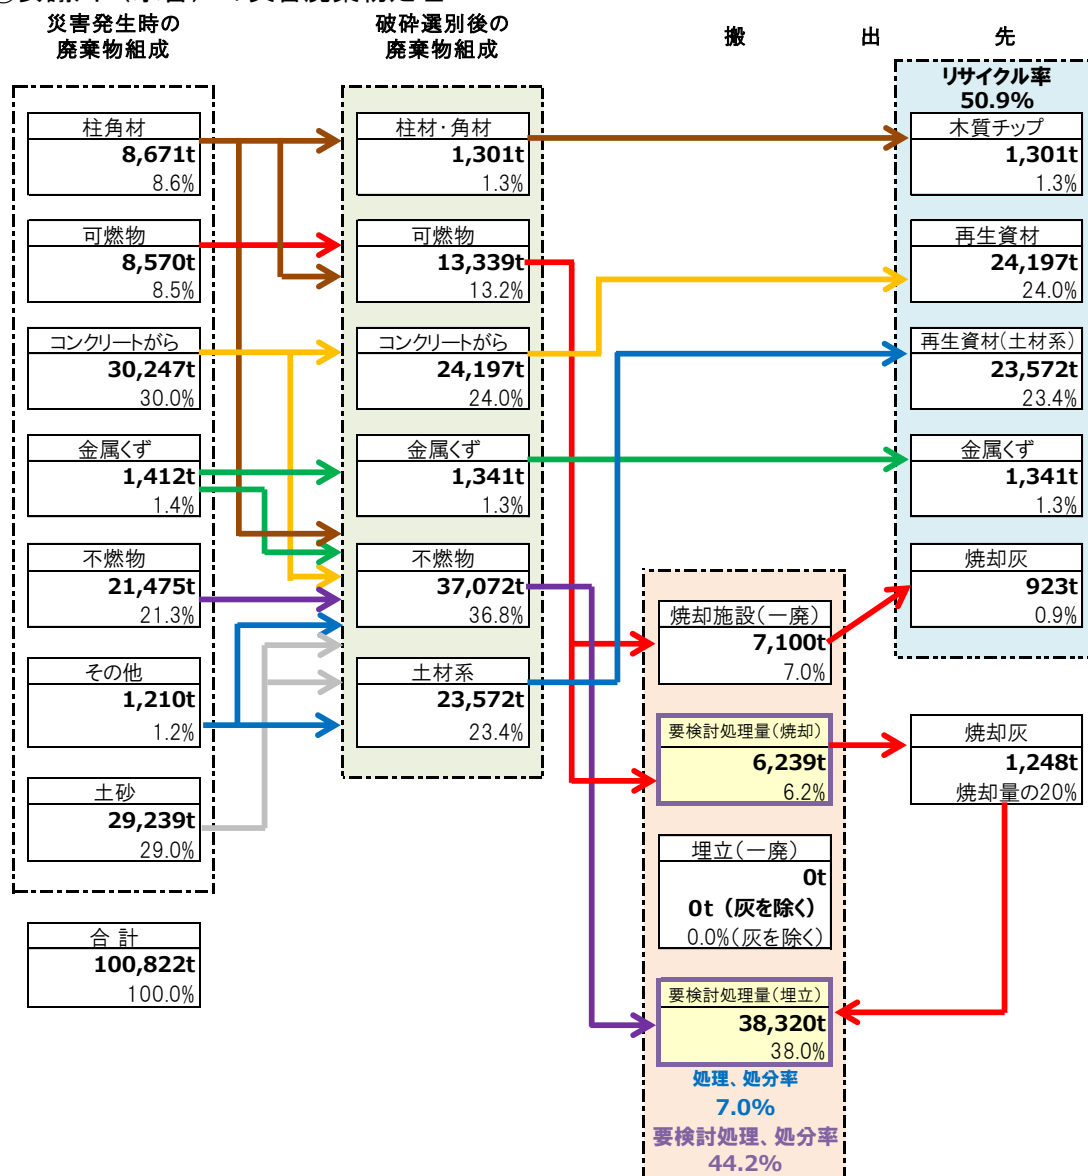 災害発生時の
廃棄物組成
破砕選別後の
廃棄物組成
搬 出 先
リサイクル率
50.9%
柱角材
8,671t
8.6%
可燃物
8,570t
8.5%
コンクリートがら
30,247t
30.0%
金属くず
1,412t
1.4%
不燃物
21,475t
21.3%
その他
1,210t
1.2%
土砂
29,239t
29.0%
合 計
100,822t
100.0%
柱材・角材
1,301t
1.3%
可燃物
13,339t
13.2%
コンクリートがら
24,197t
24.0%
金属くず
1,341t
1.3%
不燃物
37,072t
36.8%
土材系
23,572t
23.4%
焼却施設(一廃)
7,100t
7.0%
要検討処理量(焼却)
6,239t
6.2%
埋立(一廃)
0t
0t (灰を除く)
0.0%(灰を除く)
要検討処理量(埋立)
38,320t
38.0%
処理、処分率
7.0%
要検討処理、処分率
44.2%
木質チップ
1,301t
1.3%
再生資材
24,197t
24.0%
再生資材(土材系)
23,572t
23.4%
金属くず
1,341t
1.3%
焼却灰
923t
0.9%
焼却灰
1,248t
焼却量の20%